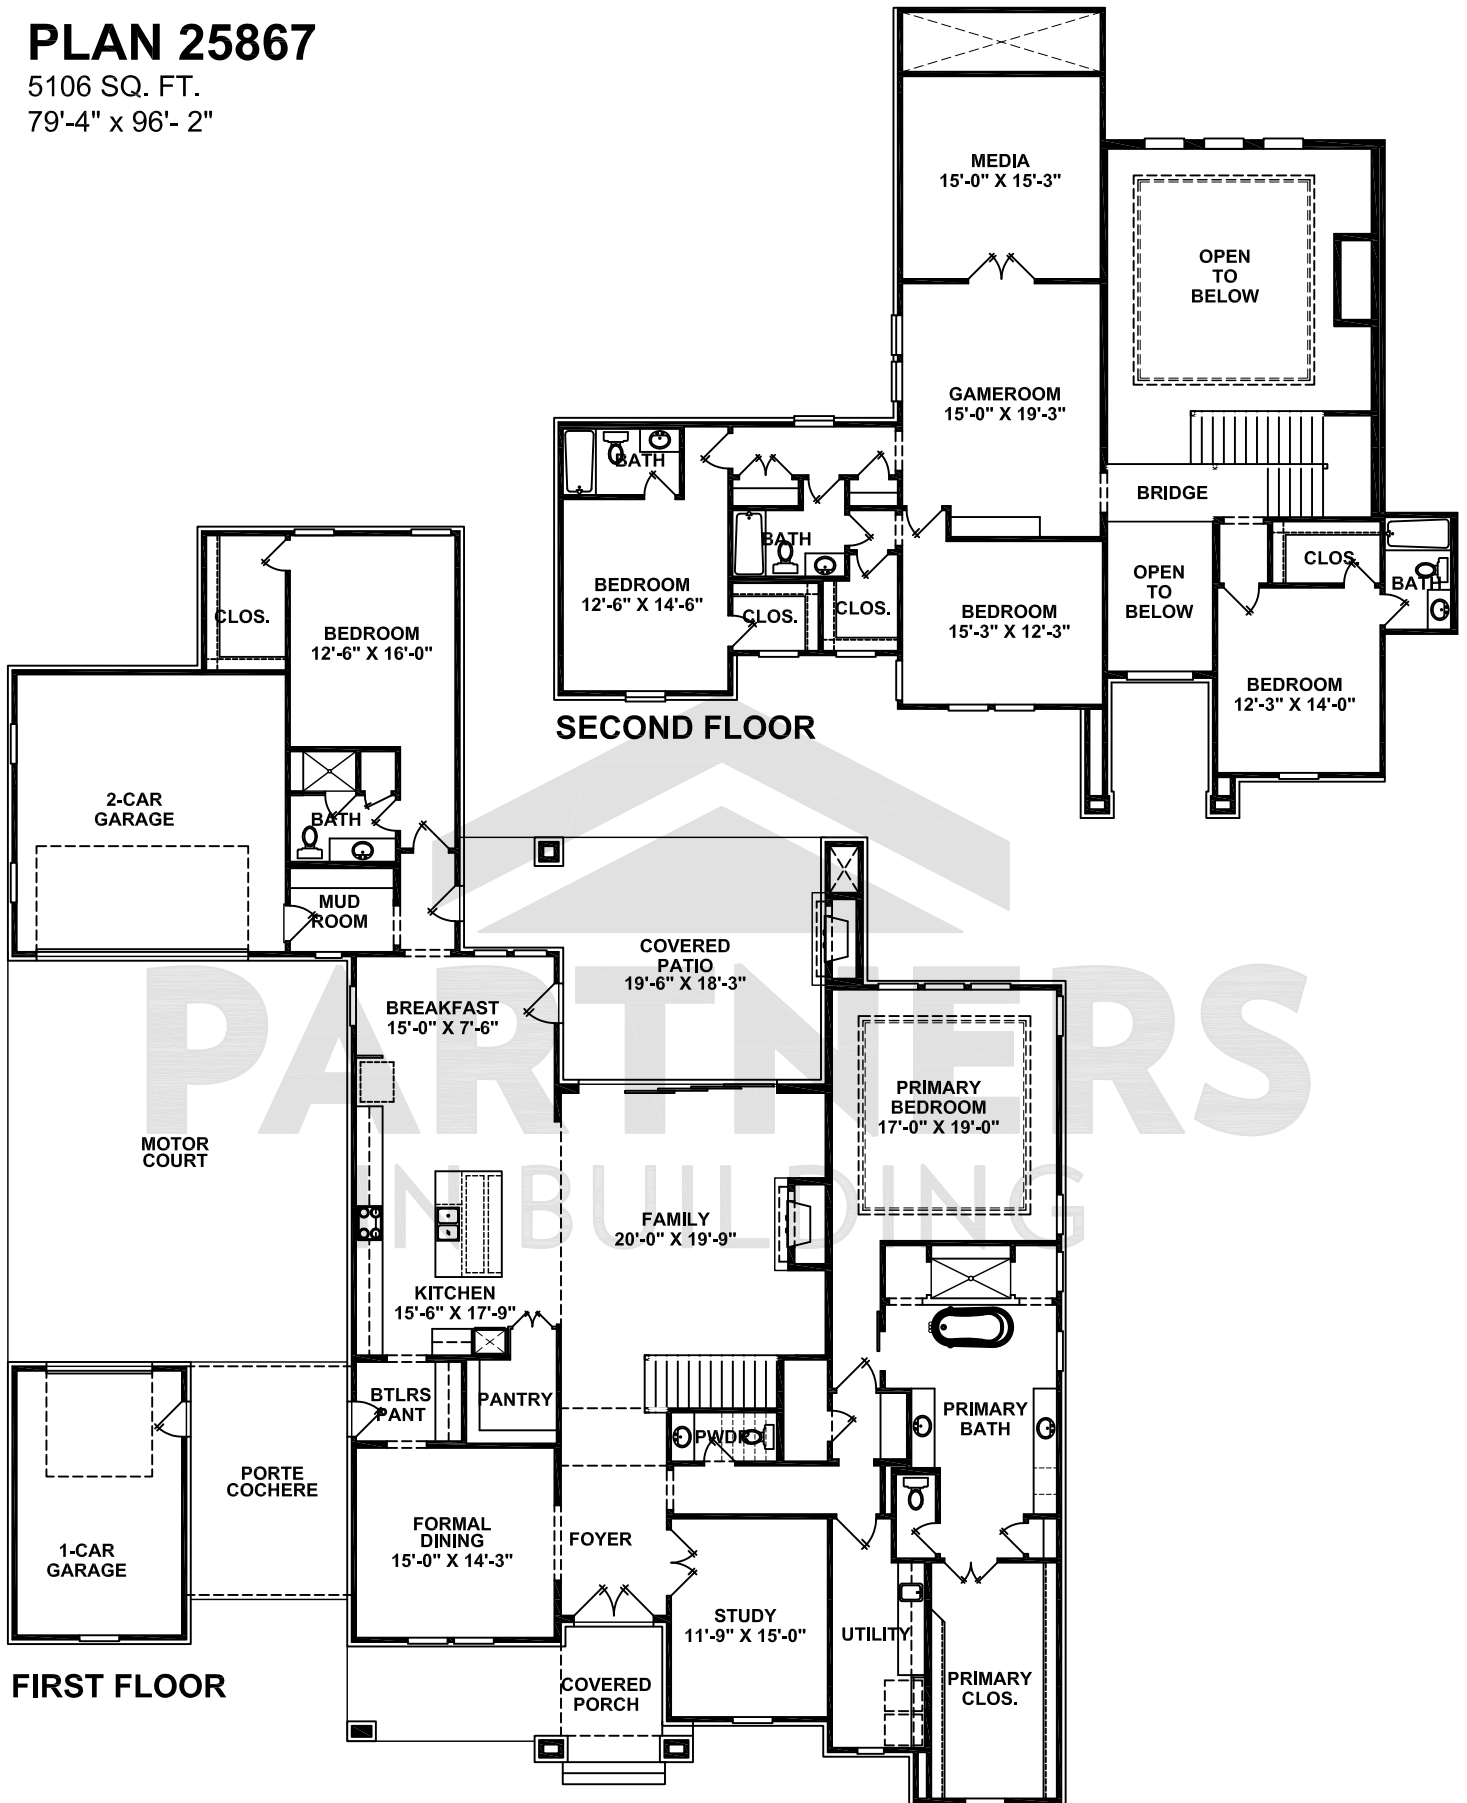 PLAN 25867
5106 SQ. FT.
79'-4" x 96'- 2"
MEDIA
15'-0" X 15'-3"
OPEN
TO
BELOW
GAMEROOM
15'-0" X 19'-3"
BATH
BRIDGE
BATH
CLOS.
BATH
BEDROOM
12'-6" X 14'-6"
OPEN
TO
BELOW
CLOS.
CLOS.
BEDROOM
15'-3" X 12'-3"
BEDROOM
12'-3" X 14'-0"
SECOND FLOOR
CLOS.
BEDROOM
12'-6" X 16'-0"
2-CAR
GARAGE
BATH
MUD
ROOM
COVERED
PATIO
19'-6" X 18'-3"
BREAKFAST
15'-0" X 7'-6"
PARTNERS
IN BUILDING
PRIMARY
BEDROOM
17'-0" X 19'-0"
MOTOR
COURT
FAMILY
20'-0" X 19'-9"
KITCHEN
15'-6" X 17'-9"
BTLRS
PANT
PANTRY
PWDR
PRIMARY
BATH
PORTE
COCHERE
FORMAL
DINING
15'-0" X 14'-3"
FOYER
1-CAR
GARAGE
STUDY
11'-9" X 15'-0"
UTILITY
PRIMARY
CLOS.
COVERED
PORCH
FIRST FLOOR